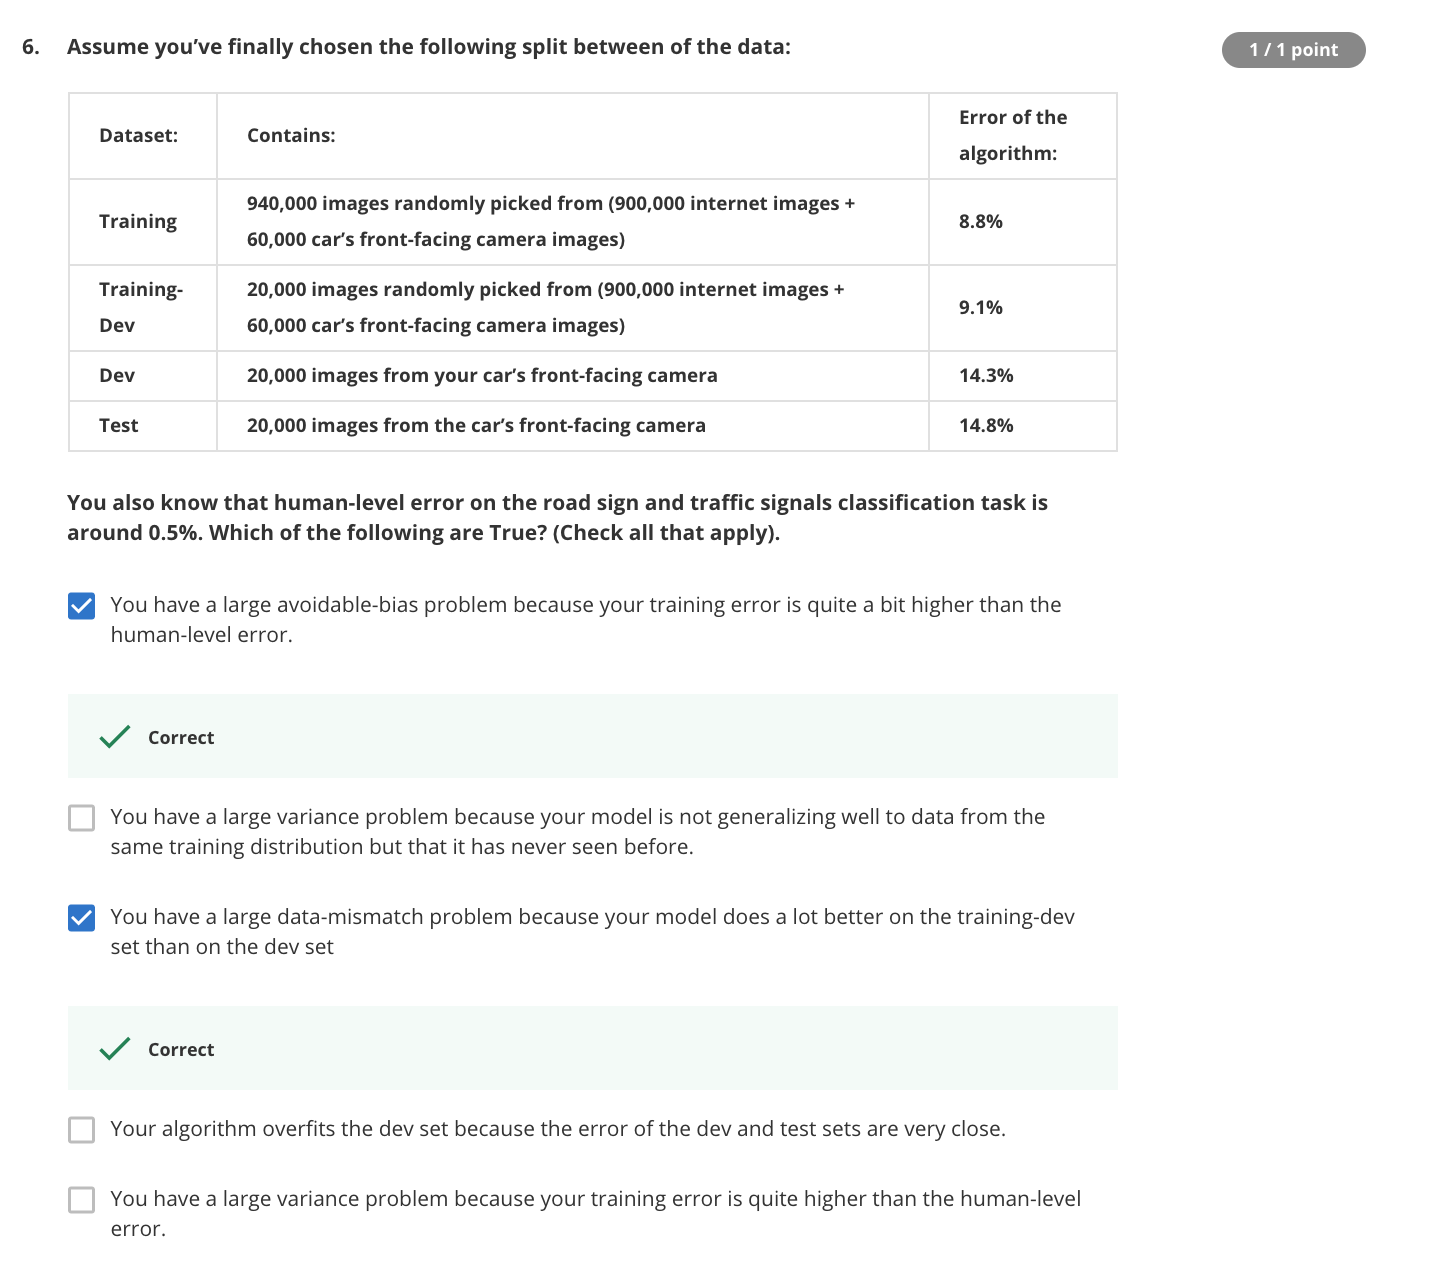 6. Assume you’ve finally chosen the following split between of the data:
1 / 1 point
Dataset: Contains: Error of the
algorithm:
Training 940,000 images randomly picked from (900,000 internet images +
60,000 car’s front-facing camera images) 8.8%
Training-
Dev 20,000 images randomly picked from (900,000 internet images +
60,000 car’s front-facing camera images) 9.1%
Dev 20,000 images from your car’s front-facing camera 14.3%
Test 20,000 images from the car’s front-facing camera 14.8%
You also know that human-level error on the road sign and traffic signals classification task is
around 0.5%. Which of the following are True? (Check all that apply).
You have a large avoidable-bias problem because your training error is quite a bit higher than the
human-level error.
Correct
You have a large variance problem because your model is not generalizing well to data from the
same training distribution but that it has never seen before.
You have a large data-mismatch problem because your model does a lot better on the training-dev
set than on the dev set
Correct
Your algorithm overfits the dev set because the error of the dev and test sets are very close.
You have a large variance problem because your training error is quite higher than the human-level
error.